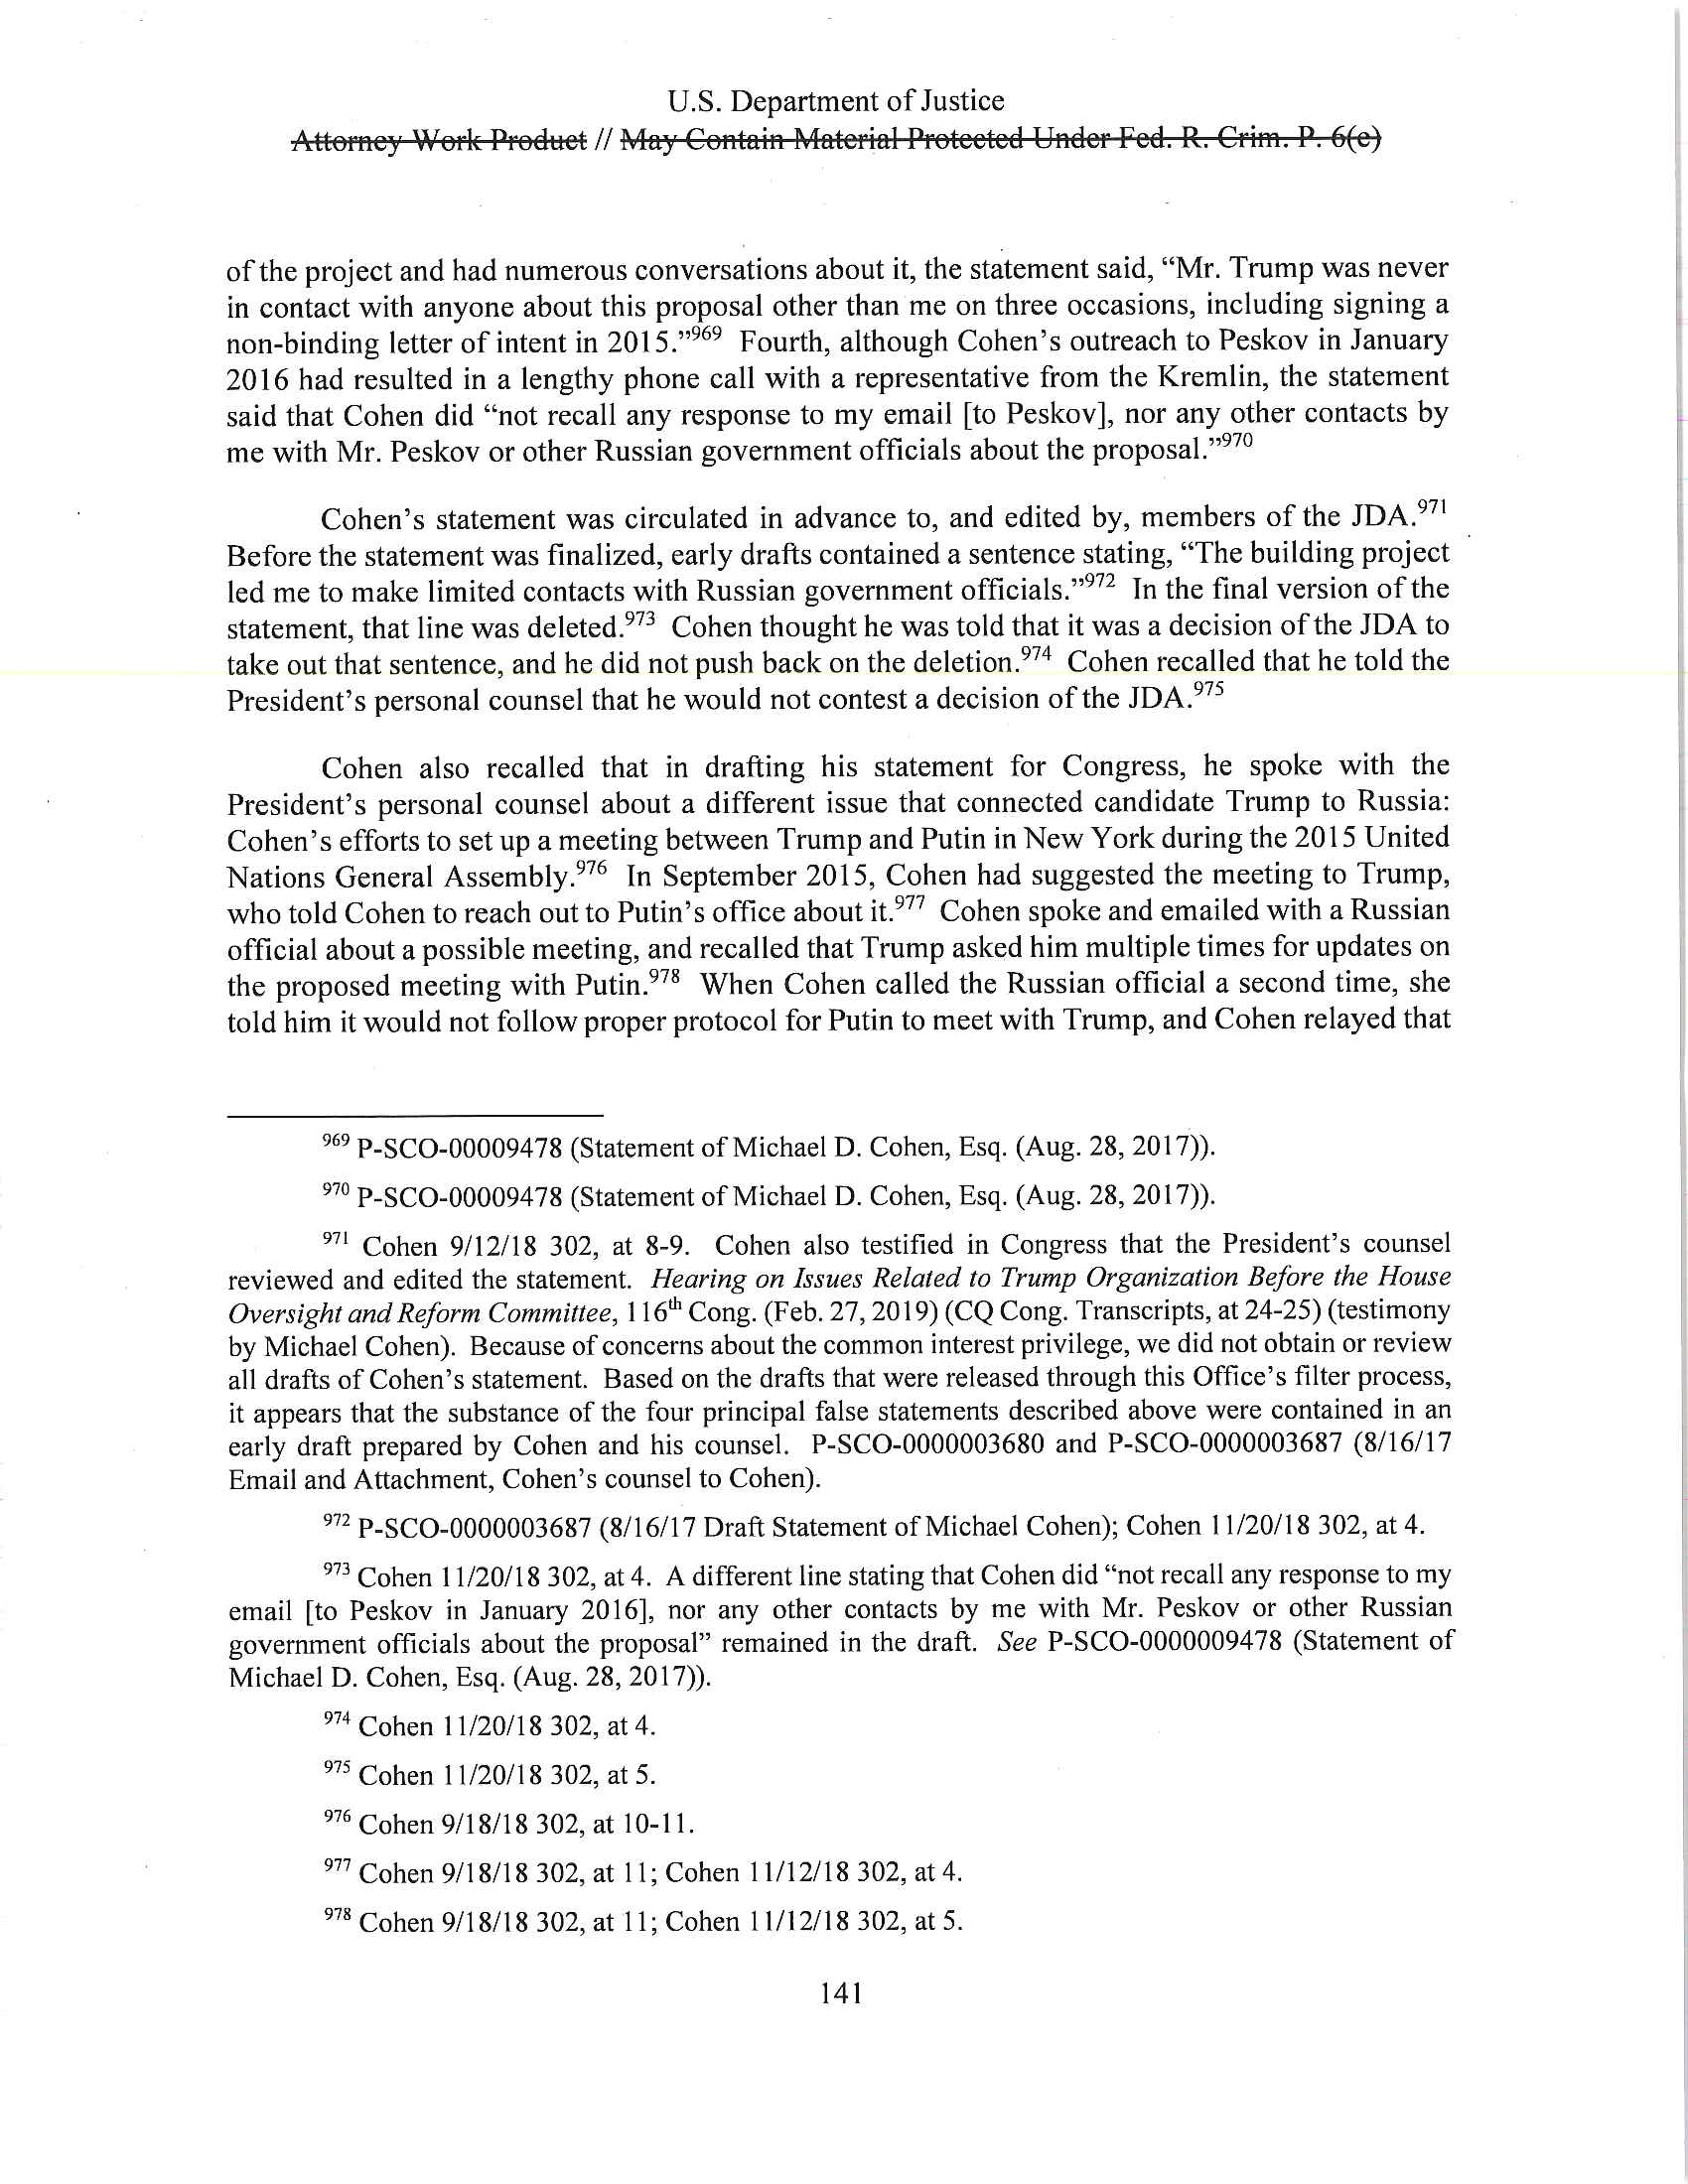 U.S. Department of Justice
Attorney Work Product // May Contain Material Protected Under Fed. R. Crim. P. 6(e)
of the project and had numerous conversations about it, the statement said, “Mr. Trump was never
in contact with anyone about this proposal other than me on three occasions, including signing a
non-binding letter of intent in 2015.”969 Fourth, although Cohen’s outreach to Peskov in January
2016 had resulted in a lengthy phone call with a representative from the Kremlin, the statement
said that Cohen did “not recall any response to my email [to Peskov], nor any other contacts by
me with Mr. Peskov or other Russian government officials about the proposal.”970
Cohen’s statement was circulated in advance to, and edited by, members of the JDA.971
Before the statement was finalized, early drafts contained a sentence stating, “The building project
led me to make limited contacts with Russian government officials.”972 In the final version of the
statement, that line was deleted.973 Cohen thought he was told that it was a decision of the JDA to
take out that sentence, and he did not push back on the deletion.974 Cohen recalled that he told the
President’s personal counsel that he would not contest a decision of the JDA.975
Cohen also recalled that in drafting his statement for Congress, he spoke with the
President’s personal counsel about a different issue that connected candidate Trump to Russia:
Cohen’s efforts to set up a meeting between Trump and Putin in New York during the 2015 United
Nations General Assembly.976 In September 2015, Cohen had suggested the meeting to Trump,
who told Cohen to reach out to Putin’s office about it.977 Cohen spoke and emailed with a Russian
official about a possible meeting, and recalled that Trump asked him multiple times for updates on
the proposed meeting with Putin.978 When Cohen called the Russian official a second time, she
told him it would not follow proper protocol for Putin to meet with Trump, and Cohen relayed that
969 P-SCO-00009478 (Statement of Michael D. Cohen, Esq. (Aug. 28, 2017)).
970 P-SCO-00009478 (Statement of Michael D. Cohen, Esq. (Aug. 28, 2017)).
971 Cohen 9/12/18 302, at 8-9. Cohen also testified in Congress that the President’s counsel
reviewed and edited the statement. Hearing on Issues Related to Trump Organization Before the House
Oversight and Reform Committee, 116th Cong. (Feb. 27, 2019) (CQ Cong. Transcripts, at 24-25) (testimony
by Michael Cohen). Because of concerns about the common interest privilege, we did not obtain or review
all drafts of Cohen’s statement. Based on the drafts that were released through this Office’s filter process,
it appears that the substance of the four principal false statements described above were contained in an
early draft prepared by Cohen and his counsel. P-SCO-0000003680 and P-SCO-0000003687 (8/16/17
Email and Attachment, Cohen’s counsel to Cohen).
972 P-SCO-0000003687 (8/16/17 Draft Statement of Michael Cohen); Cohen 11/20/18 302, at 4.
973 Cohen 11/20/18 302, at 4. A different line stating that Cohen did “not recall any response to my
email [to Peskov in January 2016], nor any other contacts by me with Mr. Peskov or other Russian
government officials about the proposal” remained in the draft. See P-SCO-0000009478 (Statement of
Michael D. Cohen, Esq. (Aug. 28, 2017)).
974 Cohen 11/20/18 302, at 4.
975 Cohen 11/20/18 302, at 5.
976 Cohen 9/18/18 302, at 10-11.
977 Cohen 9/18/18 302, at 11; Cohen 11/12/18 302, at 4.
978 Cohen 9/18/18 302, at 11; Cohen 11/12/18 302, at 5.
141